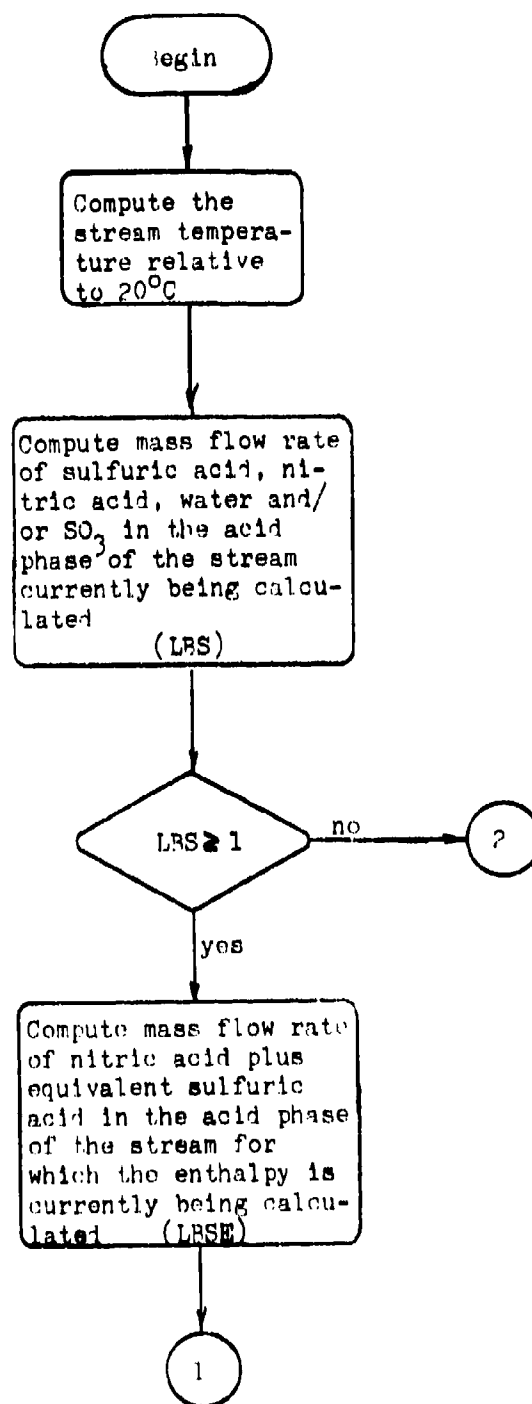 Begin
Compute the
stream tempera-
ture relative
to 20°C
Compute mass flow rate
of sulfuric acid, ni-
tric acid, water and/
or SO3 in the acid
phase of the stream
currently being calcu-
lated
(LBS)
LBS ≥ 1
no
2
yes
Compute mass flow rate
of nitric acid plus
equivalent sulfuric
acid in the acid phase
of the stream for
which the enthalpy is
currently being calcu-
lated (LBSE)
1